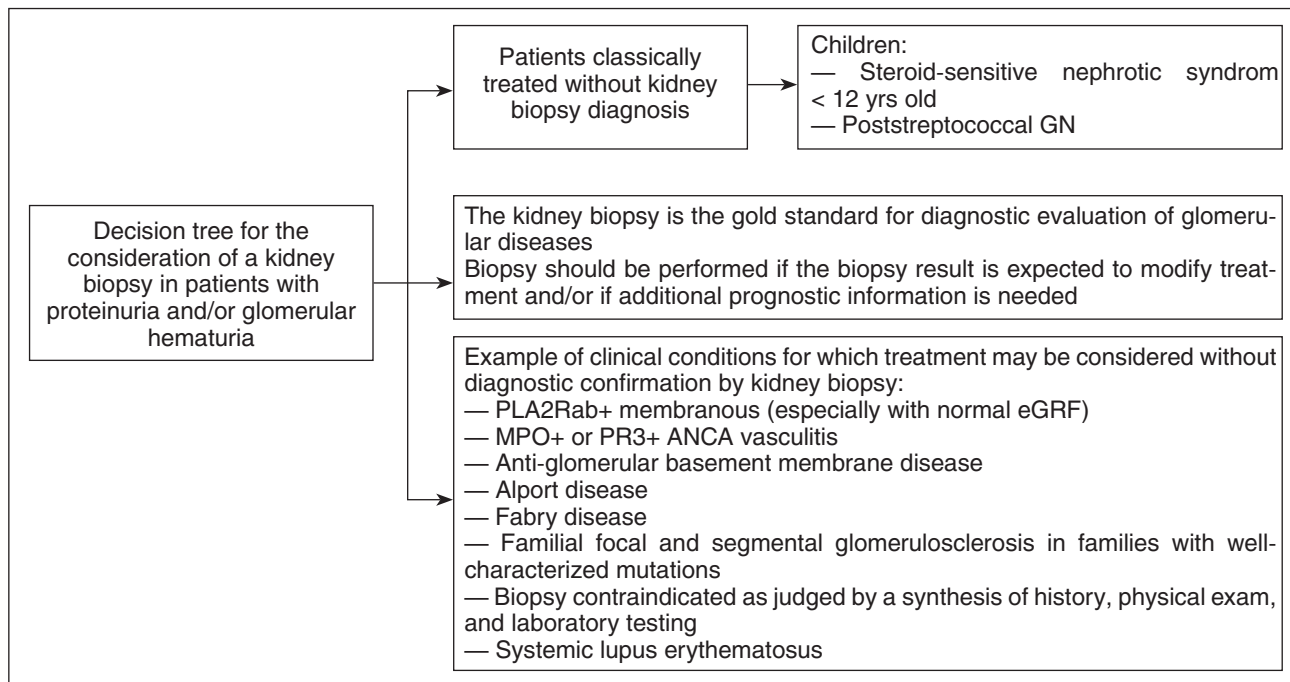 Decision tree for the
consideration of a kidney
biopsy in patients with
proteinuria and/or glomerular
hematuria
Patients classically
treated without kidney
biopsy diagnosis
Children:
— Steroid-sensitive nephrotic syndrom
< 12 yrs old
— Poststreptococcal GN
The kidney biopsy is the gold standard for diagnostic evaluation of glomeru-
lar diseases
Biopsy should be performed if the biopsy result is expected to modify treat-
ment and/or if additional prognostic information is needed
Example of clinical conditions for which treatment may be considered without
diagnostic confirmation by kidney biopsy:
— PLA2Rab+ membranous (especially with normal eGRF)
— MPO+ or PR3+ ANCA vasculitis
— Anti-glomerular basement membrane disease
— Alport disease
— Fabry disease
— Familial focal and segmental glomerulosclerosis in families with well-
characterized mutations
— Biopsy contraindicated as judged by a synthesis of history, physical exam,
and laboratory testing
— Systemic lupus erythematosus